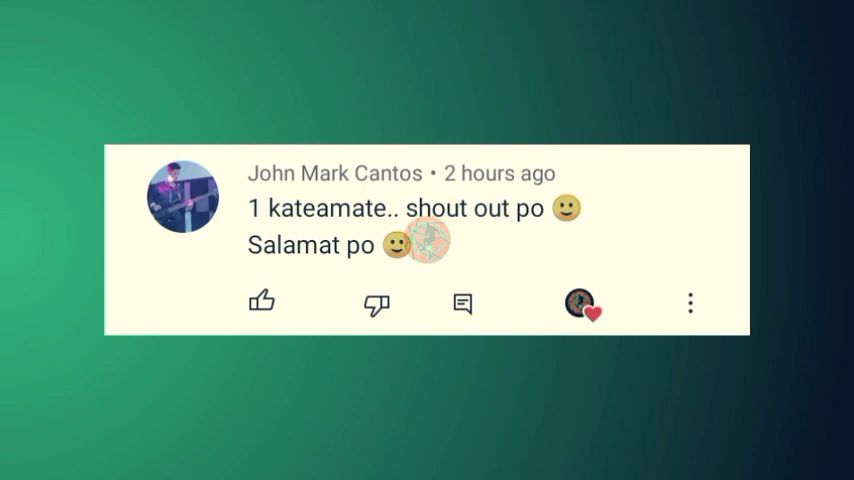 John Mark Cantos • 2 hours ago
1 kateamate.. shout out po 🙂
Salamat po 🙂